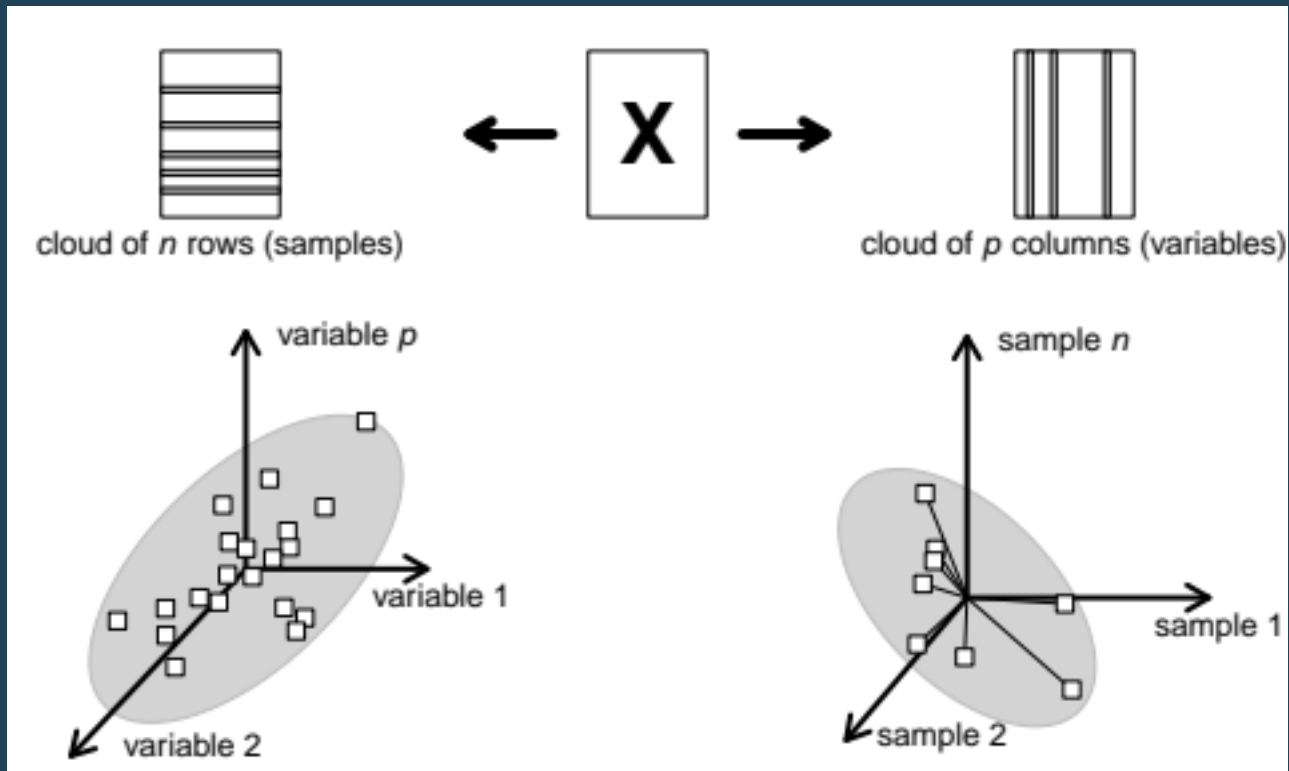 X
cloud of n rows (samples)
cloud of p columns (variables)
variable p
variable 1
variable 2
sample n
sample 1
sample 2